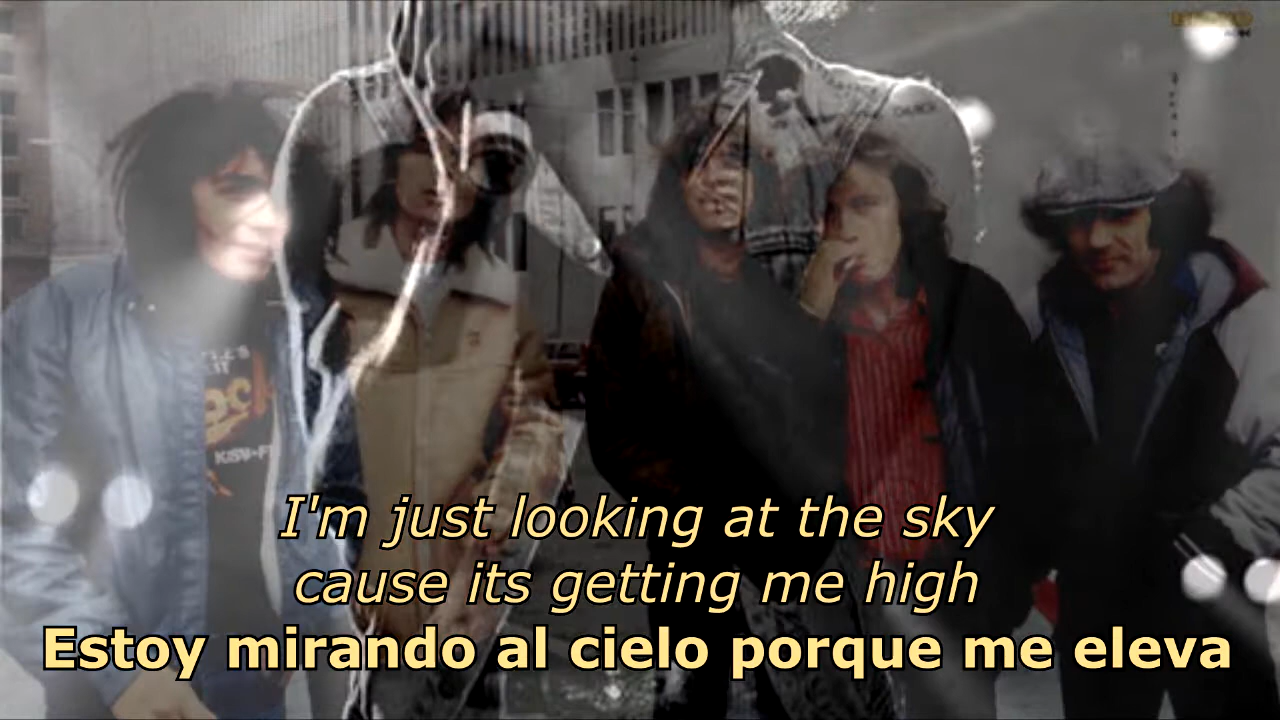 I'm just looking at the sky
cause its getting me high
Estoy mirando al cielo porque me eleva